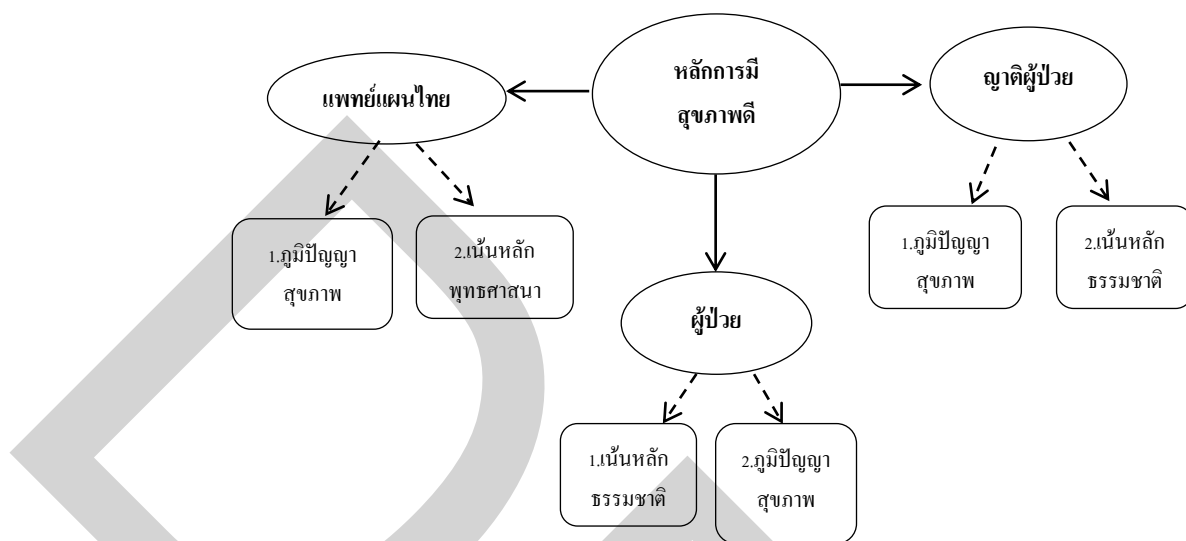 หลักการมี
สุขภาพดี
แพทย์แผนไทย
ญาติผู้ป่วย
1.ภูมิปัญญา
สุขภาพ
2.เน้นหลัก
พุทธศาสนา
1.ภูมิปัญญา
สุขภาพ
2.เน้นหลัก
ธรรมชาติ
ผู้ป่วย
1.เน้นหลัก
ธรรมชาติ
2.ภูมิปัญญา
สุขภาพ